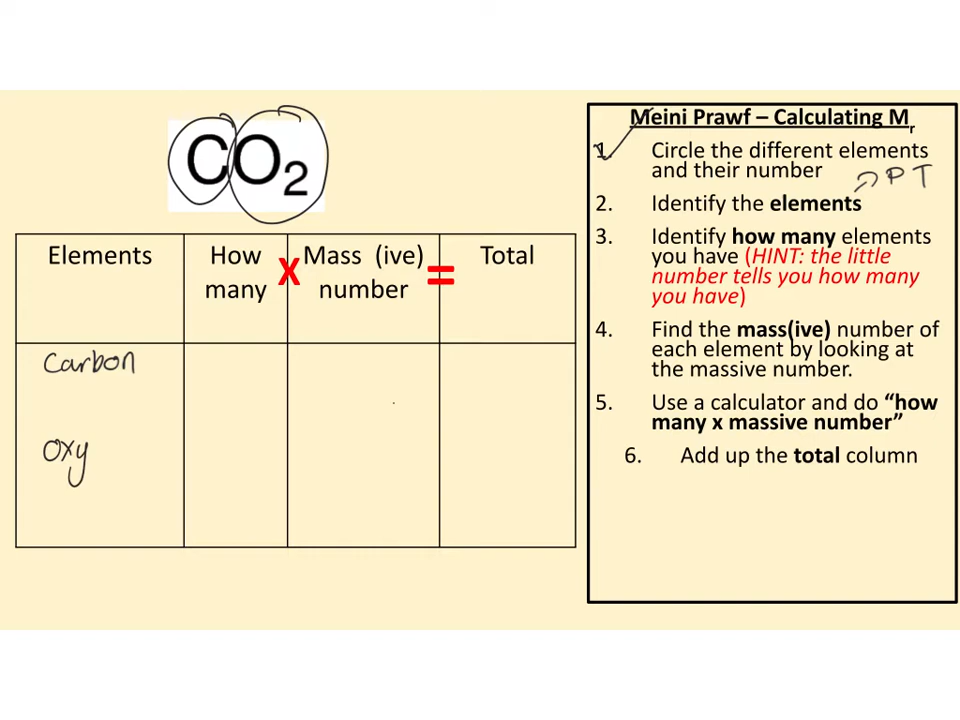 CO2
Elements
How many
X
Mass (ive) number
=
Total
Carbon
Oxy
Meini Prawf – Calculating Mr
1. Circle the different elements
and their number
PT
2. Identify the elements
3. Identify how many elements
you have (HINT: the little
number tells you how many
you have)
4. Find the mass(ive) number of
each element by looking at
the massive number.
5. Use a calculator and do “how
many x massive number”
6. Add up the total column